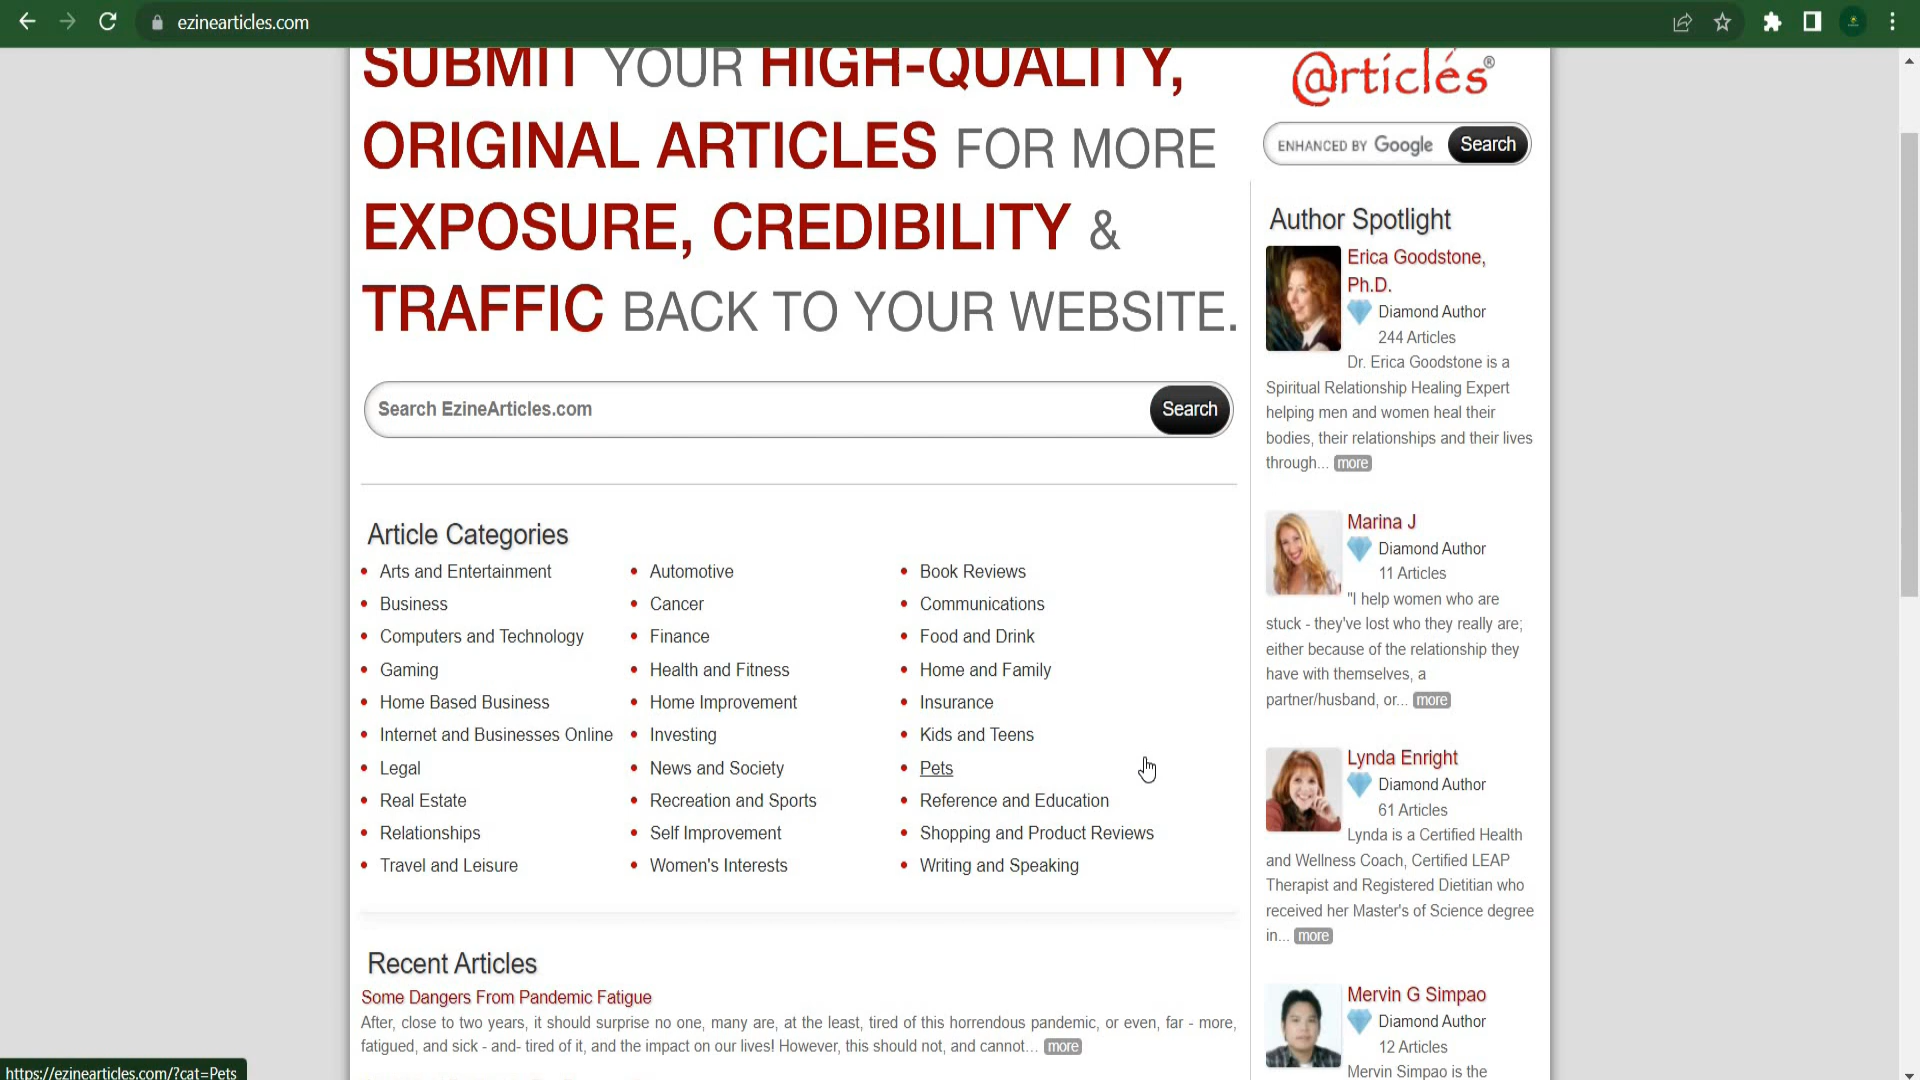 ezinearticles.com
SUBMIT YOUR HIGH-QUALITY,
ORIGINAL ARTICLES FOR MORE
EXPOSURE, CREDIBILITY &
TRAFFIC BACK TO YOUR WEBSITE.
Search EzineArticles.com Search
Article Categories
Arts and Entertainment
Business
Computers and Technology
Gaming
Home Based Business
Internet and Businesses Online
Legal
Real Estate
Relationships
Travel and Leisure
Automotive
Cancer
Finance
Health and Fitness
Home Improvement
Investing
News and Society
Recreation and Sports
Self Improvement
Women's Interests
Book Reviews
Communications
Food and Drink
Home and Family
Insurance
Kids and Teens
Pets
Reference and Education
Shopping and Product Reviews
Writing and Speaking
Recent Articles
Some Dangers From Pandemic Fatigue
After, close to two years, it should surprise no one, many are, at the least, tired of this horrendous pandemic, or even, far - more,
fatigued, and sick - and- tired of it, and the impact on our lives! However, this should not, and cannot... more
@rticlés®
ENHANCED BY Google Search
Author Spotlight
Erica Goodstone,
Ph.D.
Diamond Author
244 Articles
Dr. Erica Goodstone is a
Spiritual Relationship Healing Expert
helping men and women heal their
bodies, their relationships and their lives
through... more
Marina J
Diamond Author
11 Articles
"I help women who are
stuck - they've lost who they really are;
either because of the relationship they
have with themselves, a
partner/husband, or... more
Lynda Enright
Diamond Author
61 Articles
Lynda is a Certified Health
and Wellness Coach, Certified LEAP
Therapist and Registered Dietitian who
received her Master's of Science degree
in... more
Mervin G Simpao
Diamond Author
12 Articles
Mervin Simpao is the
https://ezinearticles.com/?cat=Pets